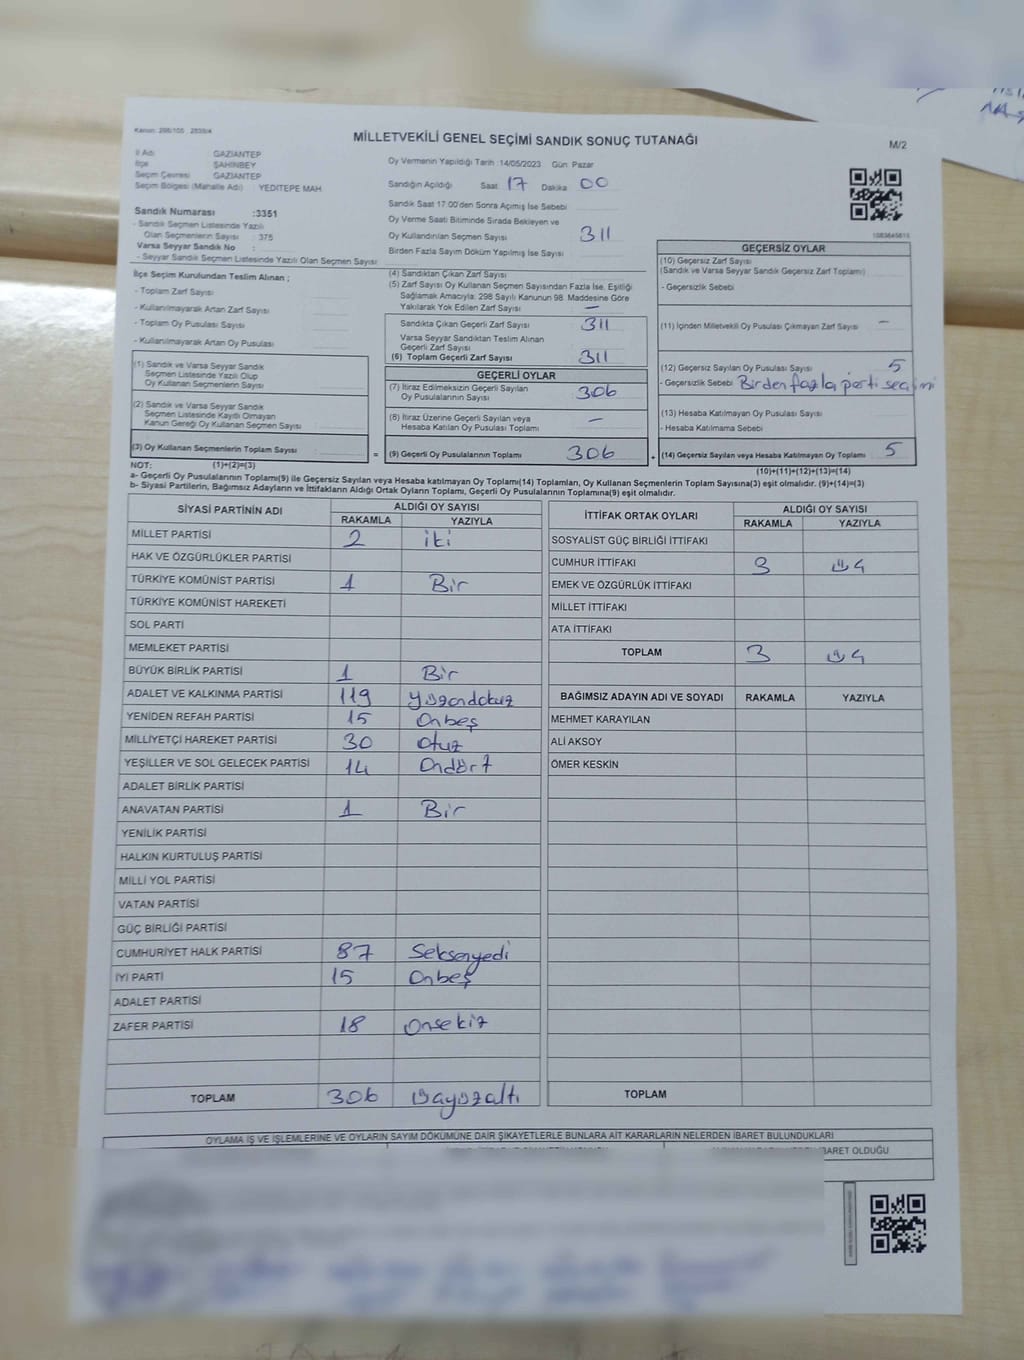 Kanun: 298/105 2839/4
MİLLETVEKİLİ GENEL SEÇİMİ SANDIK SONUÇ TUTANAĞI
M/2
İl Adı GAZİANTEP
İlçe ŞAHİNBEY
Seçim Çevresi GAZİANTEP
Seçim Bölgesi (Mahalle Adı) YEDİTEPE MAH
Sandık Numarası :3351
- Sandık Seçmen Listesinde Yazılı
Olan Seçmenlerin Sayısı : 375
Varsa Seyyar Sandık No :
- Seyyar Sandık Seçmen Listesinde Yazılı Olan Seçmen Sayısı
Oy Vermenin Yapıldığı Tarih :14/05/2023 Gün: Pazar
Sandığın Açıldığı Saat 17 Dakika 00
Sandık Saat 17:00'den Sonra Açımış İse Sebebi
Oy Verme Saati Bitiminde Sırada Bekleyen ve
Oy Kullandırılan Seçmen Sayısı 311
Birden Fazla Sayım Döküm Yapılmış İse Sayısı
İlçe Seçim Kurulundan Teslim Alınan ;
- Toplam Zarf Sayısı
- Kullanılmayarak Artan Zarf Sayısı
- Toplam Oy Pusulası Sayısı
- Kullanılmayarak Artan Oy Pusulası
(1) Sandık ve Varsa Seyyar Sandık
Seçmen Listesinde Yazılı Olup
Oy Kullanan Seçmenlerin Sayısı
(2) Sandık ve Varsa Seyyar Sandık
Seçmen Listesinde Kayıtlı Olmayan
Kanun Gereği Oy Kullanan Seçmen Sayısı
(3) Oy Kullanan Seçmenlerin Toplam Sayısı
(4) Sandıktan Çıkan Zarf Sayısı
(5) Zarf Sayısı Oy Kullanan Seçmen Sayısından Fazla İse, Eşitliği
Sağlamak Amacıyla: 298 Sayılı Kanunun 98. Maddesine Göre
Yakılarak Yok Edilen Zarf Sayısı —
Sandıkta Çıkan Geçerli Zarf Sayısı 311
Varsa Seyyar Sandıktan Teslim Alınan
Geçerli Zarf Sayısı
(6) Toplam Geçerli Zarf Sayısı 311
GEÇERLİ OYLAR
(7) İtiraz Edilmeksizin Geçerli Sayılan
Oy Pusulalarının Sayısı 306
(8) İtiraz Üzerine Geçerli Sayılan veya
Hesaba Katılan Oy Pusulası Toplamı —
= (9) Geçerli Oy Pusulalarının Toplamı 306
1083645615
GEÇERSİZ OYLAR
(10) Geçersiz Zarf Sayısı
(Sandık ve Varsa Seyyar Sandık Geçersiz Zarf Toplamı)
- Geçersizlik Sebebi
(11) İçinden Milletvekili Oy Pusulası Çıkmayan Zarf Sayısı —
(12) Geçersiz Sayılan Oy Pusulası Sayısı 5
- Geçersizlik Sebebi Birden fazla parti seçimi
(13) Hesaba Katılmayan Oy Pusulası Sayısı
- Hesaba Katılmama Sebebi
+ (14) Geçersiz Sayılan veya Hesaba Katılmayan Oy Toplamı 5
NOT: (1)+(2)=(3)
(10)+(11)+(12)+(13)=(14)
a- Geçerli Oy Pusulalarının Toplamı(9) ile Geçersiz Sayılan veya Hesaba katılmayan Oy Toplamı(14) Toplamları, Oy Kullanan Seçmenlerin Toplam Sayısına(3) eşit olmalıdır. (9)+(14)=(3)
b- Siyasi Partilerin, Bağımsız Adayların ve İttifakların Aldığı Ortak Oyların Toplamı, Geçerli Oy Pusulalarının Toplamına(9) eşit olmalıdır.
SİYASİ PARTİNİN ADI ALDIĞI OY SAYISI
RAKAMLA YAZIYLA
MİLLET PARTİSİ 2 iki
HAK VE ÖZGÜRLÜKLER PARTİSİ
TÜRKİYE KOMÜNİST PARTİSİ 1 Bir
TÜRKİYE KOMÜNİST HAREKETİ
SOL PARTİ
MEMLEKET PARTİSİ
BÜYÜK BİRLİK PARTİSİ 1 Bir
ADALET VE KALKINMA PARTİSİ 119 yüzondokuz
YENİDEN REFAH PARTİSİ 15 Onbeş
MİLLİYETÇİ HAREKET PARTİSİ 30 otuz
YEŞİLLER VE SOL GELECEK PARTİSİ 14 Ondört
ADALET BİRLİK PARTİSİ
ANAVATAN PARTİSİ 1 Bir
YENİLİK PARTİSİ
HALKIN KURTULUŞ PARTİSİ
MİLLİ YOL PARTİSİ
VATAN PARTİSİ
GÜÇ BİRLİĞİ PARTİSİ
CUMHURİYET HALK PARTİSİ 87 Seksenyedi
İYİ PARTİ 15 Onbeş
ADALET PARTİSİ
ZAFER PARTİSİ 18 Onsekiz
TOPLAM 306 üçyüzaltı
İTTİFAK ORTAK OYLARI ALDIĞI OY SAYISI
RAKAMLA YAZIYLA
SOSYALİST GÜÇ BİRLİĞİ İTTİFAKI
CUMHUR İTTİFAKI 3 üç
EMEK VE ÖZGÜRLÜK İTTİFAKI
MİLLET İTTİFAKI
ATA İTTİFAKI
TOPLAM 3 üç
BAĞIMSIZ ADAYIN ADI VE SOYADI RAKAMLA YAZIYLA
MEHMET KARAYILAN
ALİ AKSOY
ÖMER KESKİN
TOPLAM
OYLAMA İŞ VE İŞLEMLERİNE VE OYLARIN SAYIM DÖKÜMÜNE DAİR ŞİKAYETLERLE BUNLARA AİT KARARLARIN NELERDEN İBARET BULUNDUKLARI
İBARET OLDUĞU